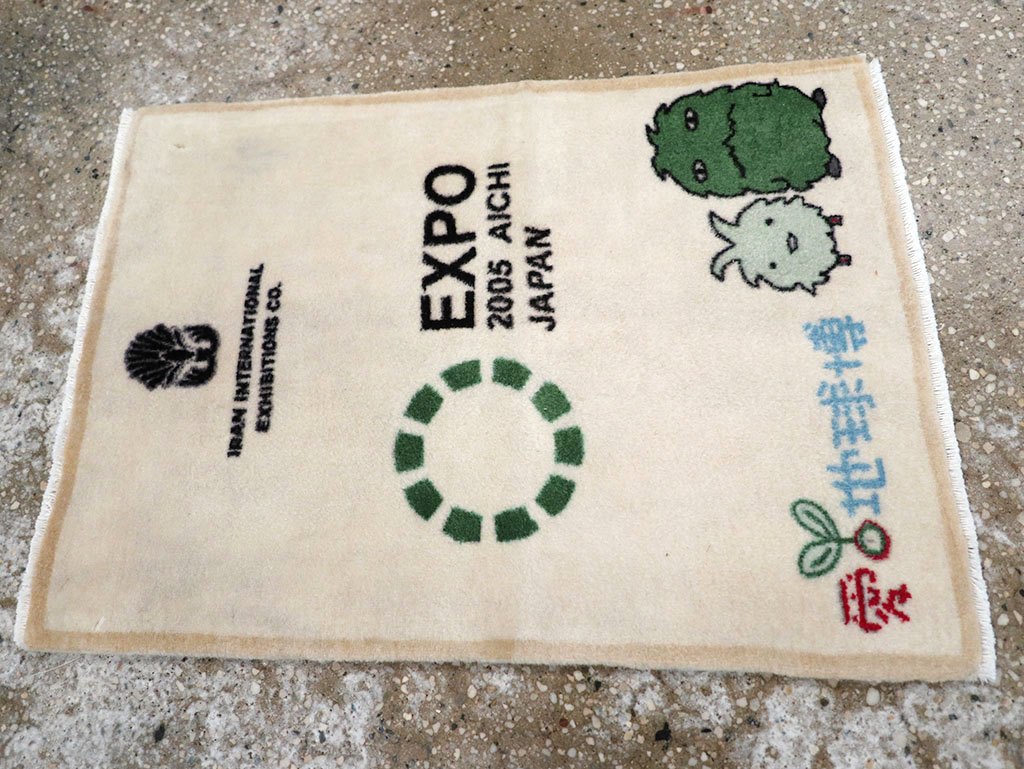 IRAN INTERNATIONAL
EXHIBITIONS CO.
EXPO
2005 AICHI
JAPAN
愛地球博